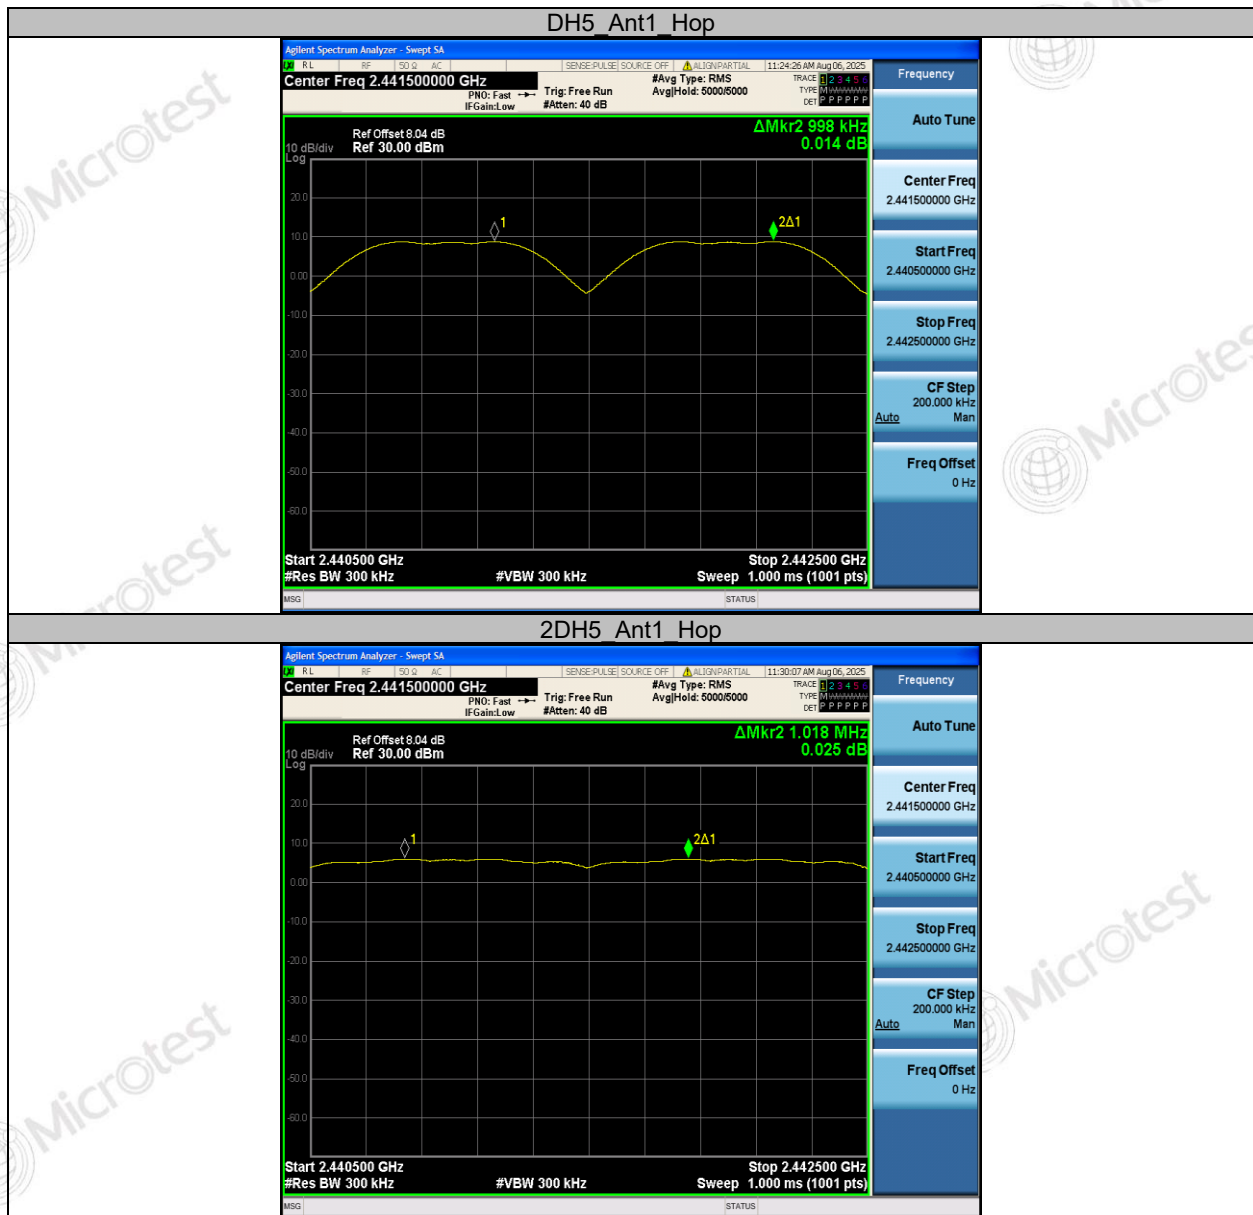 DH5_Ant1_Hop
Agilent Spectrum Analyzer - Swept SA
RL RF 50 Ω AC SENSE:PULSE SOURCE OFF ALIGNPARTIAL 11:24:26 AM Aug 06, 2025
Center Freq 2.441500000 GHz
PNO: Fast
IFGain:Low
Trig: Free Run
#Atten: 40 dB
#Avg Type: RMS
Avg|Hold: 5000/5000
TRACE 1 2 3 4 5 6
TYPE M
DET P P P P P P
Frequency
Ref Offset 8.04 dB
Ref 30.00 dBm
10 dB/div
Log
ΔMkr2 998 kHz
0.014 dB
20.0
10.0
0.00
-10.0
-20.0
-30.0
-40.0
-50.0
-60.0
1
2Δ1
Start 2.440500 GHz
Stop 2.442500 GHz
#Res BW 300 kHz
#VBW 300 kHz
Sweep 1.000 ms (1001 pts)
MSG
STATUS
Auto Tune
Center Freq
2.441500000 GHz
Start Freq
2.440500000 GHz
Stop Freq
2.442500000 GHz
CF Step
200.000 kHz
Auto Man
Freq Offset
0 Hz
2DH5_Ant1_Hop
Agilent Spectrum Analyzer - Swept SA
RL RF 50 Ω AC SENSE:PULSE SOURCE OFF ALIGNPARTIAL 11:30:07 AM Aug 06, 2025
Center Freq 2.441500000 GHz
PNO: Fast
IFGain:Low
Trig: Free Run
#Atten: 40 dB
#Avg Type: RMS
Avg|Hold: 5000/5000
TRACE 1 2 3 4 5 6
TYPE M
DET P P P P P P
Frequency
Ref Offset 8.04 dB
Ref 30.00 dBm
10 dB/div
Log
ΔMkr2 1.018 MHz
0.025 dB
20.0
10.0
0.00
-10.0
-20.0
-30.0
-40.0
-50.0
-60.0
1
2Δ1
Start 2.440500 GHz
Stop 2.442500 GHz
#Res BW 300 kHz
#VBW 300 kHz
Sweep 1.000 ms (1001 pts)
MSG
STATUS
Auto Tune
Center Freq
2.441500000 GHz
Start Freq
2.440500000 GHz
Stop Freq
2.442500000 GHz
CF Step
200.000 kHz
Auto Man
Freq Offset
0 Hz
Microtest
Microtest
Microtest
Microtest